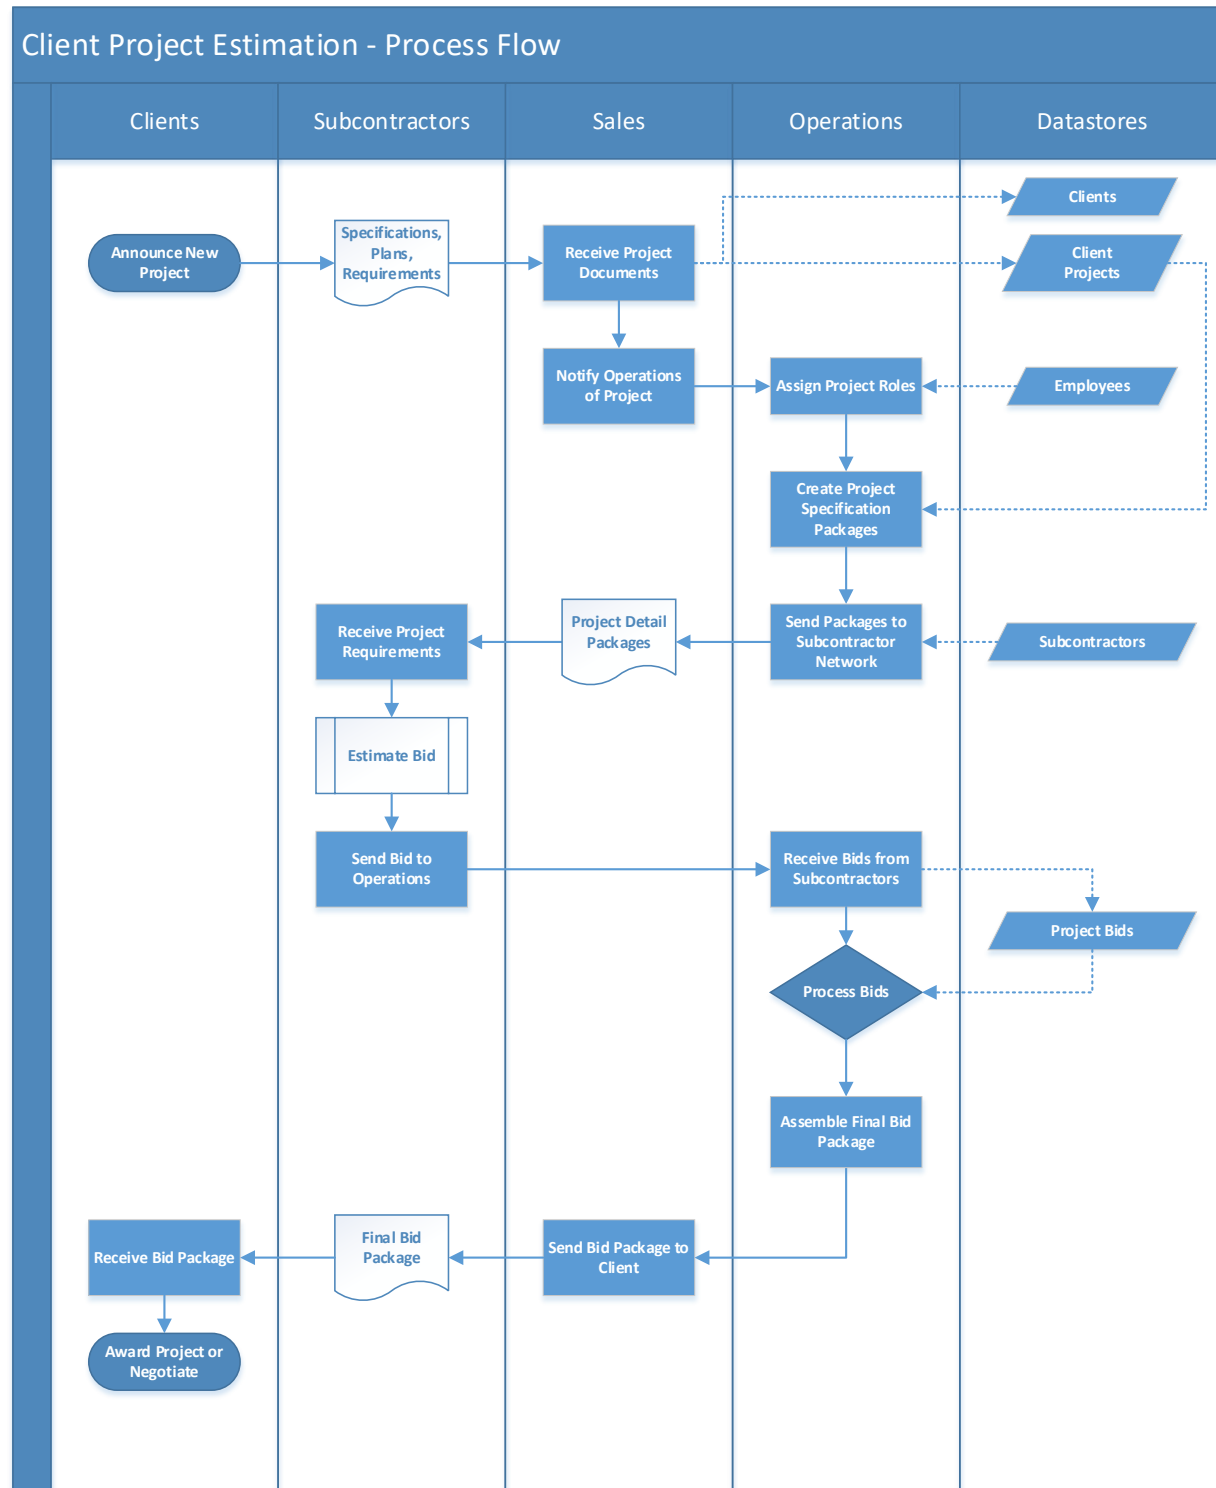 Client Project Estimation - Process Flow
Clients
Subcontractors
Sales
Operations
Datastores
Clients
Announce New
Project
Specifications,
Plans,
Requirements
Receive Project
Documents
Client
Projects
Notify Operations
of Project
Assign Project Roles
Employees
Create Project
Specification
Packages
Receive Project
Requirements
Project Detail
Packages
Send Packages to
Subcontractor
Network
Subcontractors
Estimate Bid
Send Bid to
Operations
Receive Bids from
Subcontractors
Project Bids
Process Bids
Assemble Final Bid
Package
Receive Bid Package
Final Bid
Package
Send Bid Package to
Client
Award Project or
Negotiate